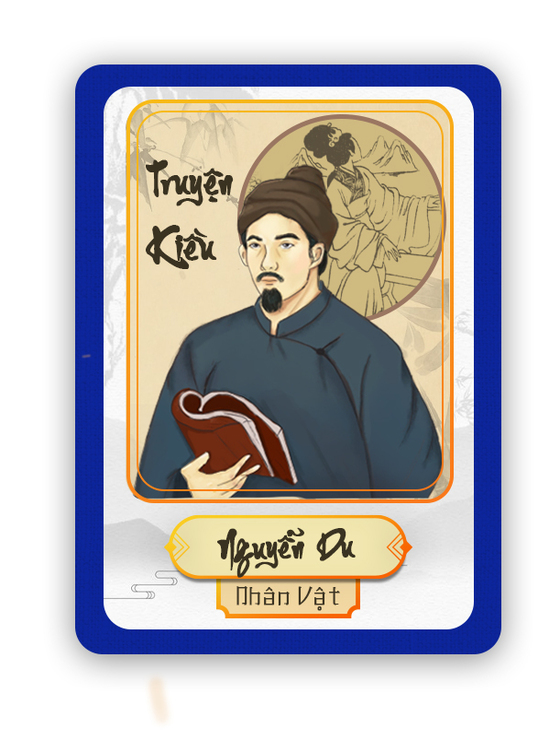 Truyện
Kiều
Nguyễn Du
Nhân Vật